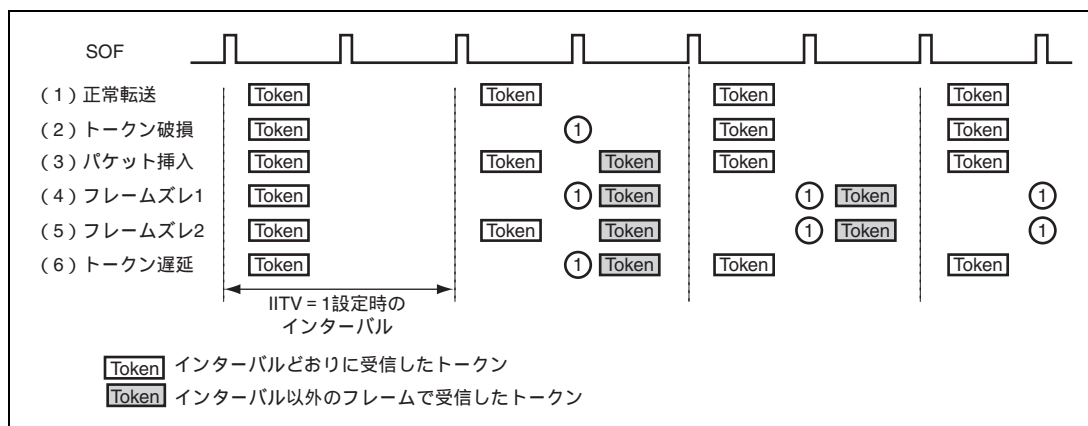 SOF
（1）正常転送 Token Token Token Token
（2）トークン破損 Token ① Token Token
（3）パケット挿入 Token Token Token Token Token
（4）フレームズレ1 Token ① Token ① Token ①
（5）フレームズレ2 Token Token Token ① Token ①
（6）トークン遅延 Token ① Token Token Token
IITV = 1設定時の
インターバル
Token インターバルどおりに受信したトークン
Token インターバル以外のフレームで受信したトークン